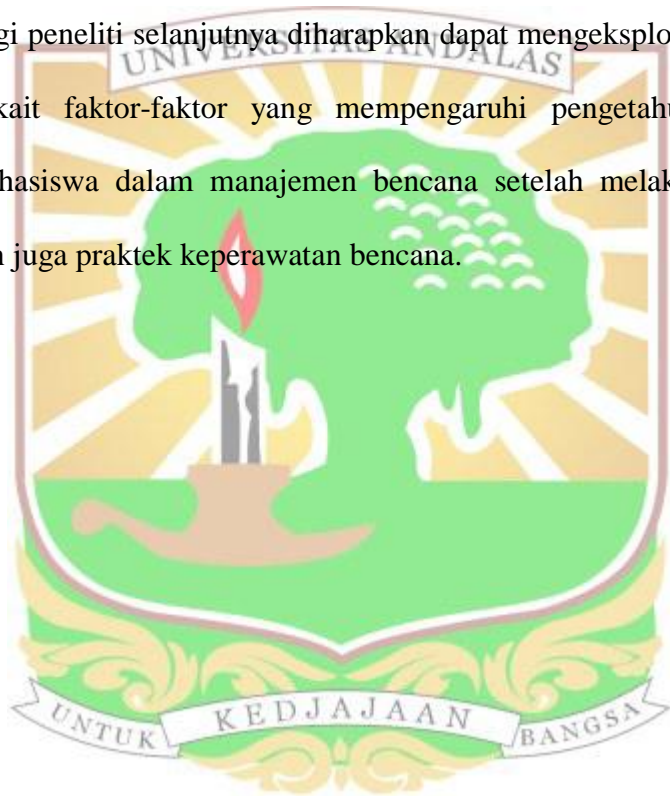 gi peneliti selanjutnya diharapkan dapat mengeksplo
UNIVERSITAS ANDALAS
kait faktor-faktor yang mempengaruhi pengetah
hasiswa dalam manajemen bencana setelah melak
n juga praktek keperawatan bencana.
UNTUK KEDJAJAAN BANGSA